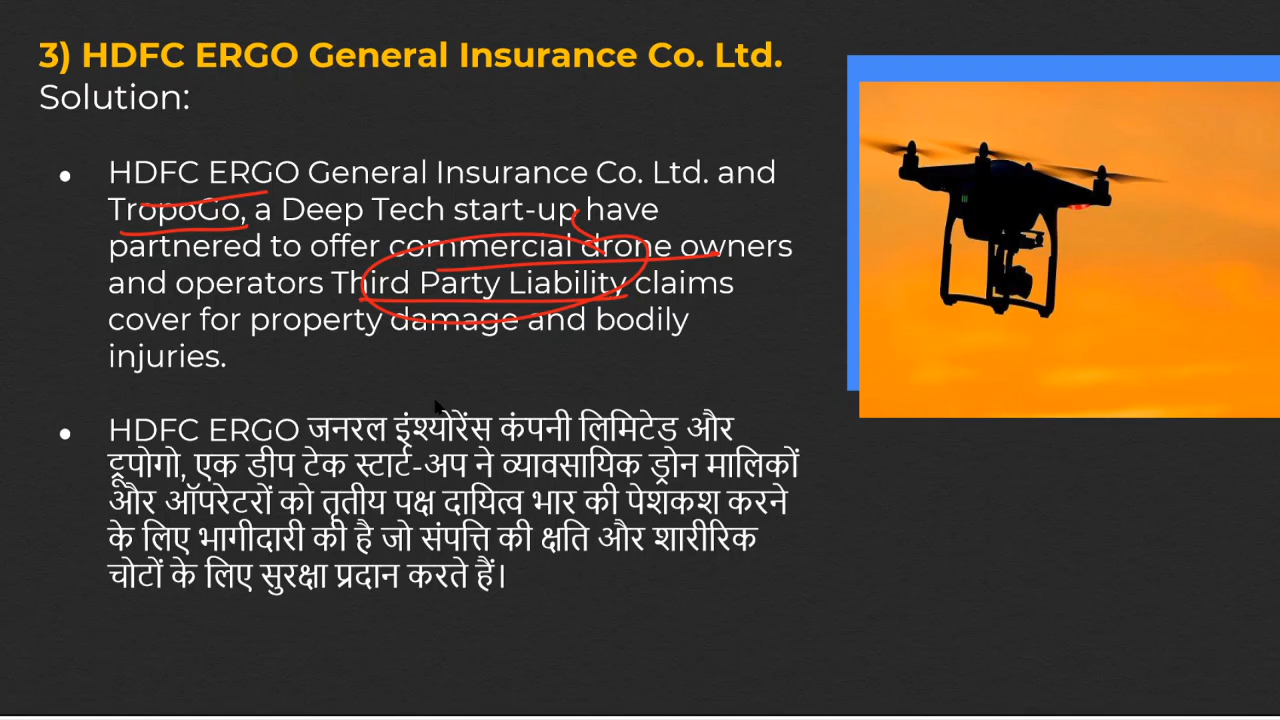 3) HDFC ERGO General Insurance Co. Ltd.
Solution:
● HDFC ERGO General Insurance Co. Ltd. and
TropoGo, a Deep Tech start-up have
partnered to offer commercial drone owners
and operators Third Party Liability claims
cover for property damage and bodily
injuries.
● HDFC ERGO जनरल इंश्योरेंस कंपनी लिमिटेड और
ट्रूपोगो, एक डीप टेक स्टार्ट-अप ने व्यावसायिक ड्रोन मालिकों
और ऑपरेटरों को तृतीय पक्ष दायित्व भार की पेशकश करने
के लिए भागीदारी की है जो संपत्ति की क्षति और शारीरिक
चोटों के लिए सुरक्षा प्रदान करते हैं।